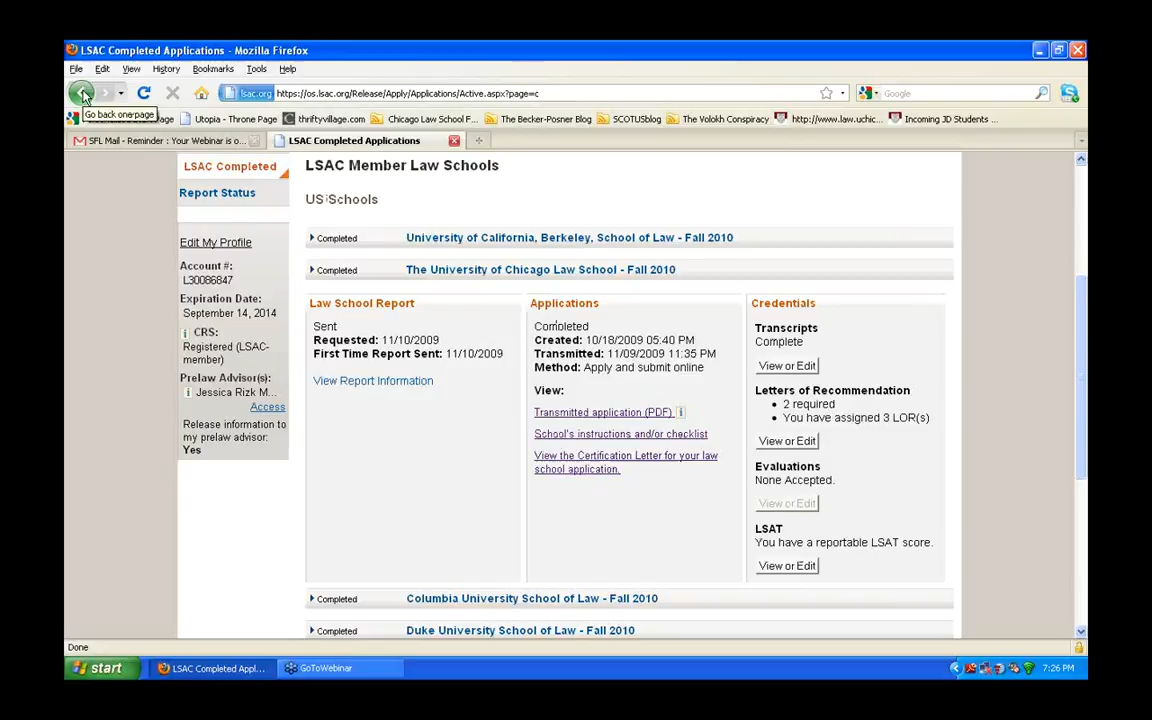 LSAC Completed Applications - Mozilla Firefox
File Edit View History Bookmarks Tools Help
lsac.org https://os.lsac.org/Release/Apply/Applications/Active.aspx?page=c
Google
Go back one page
Utopia - Throne Page thriftyville.com Chicago Law School F... The Becker-Posner Blog SCOTUSblog The Volokh Conspiracy http://www.law.uchic... Incoming JD Students ...
SFL Mail - Reminder : Your Webinar is o... LSAC Completed Applications
LSAC Completed
Report Status
Edit My Profile
Account #:
L30086847
Expiration Date:
September 14, 2014
CRS:
Registered (LSAC-
member)
Prelaw Advisor(s):
Jessica Rizk M...
Access
Release information to
my prelaw advisor:
Yes
LSAC Member Law Schools
US Schools
Completed University of California, Berkeley, School of Law - Fall 2010
Completed The University of Chicago Law School - Fall 2010
Law School Report
Sent
Requested: 11/10/2009
First Time Report Sent: 11/10/2009
View Report Information
Applications
Completed
Created: 10/18/2009 05:40 PM
Transmitted: 11/09/2009 11:35 PM
Method: Apply and submit online
View:
Transmitted application (PDF)
School's instructions and/or checklist
View the Certification Letter for your law
school application.
Credentials
Transcripts
Complete
View or Edit
Letters of Recommendation
• 2 required
• You have assigned 3 LOR(s)
View or Edit
Evaluations
None Accepted.
View or Edit
LSAT
You have a reportable LSAT score.
View or Edit
Completed Columbia University School of Law - Fall 2010
Completed Duke University School of Law - Fall 2010
Done
start LSAC Completed Appl... GoToWebinar 7:26 PM